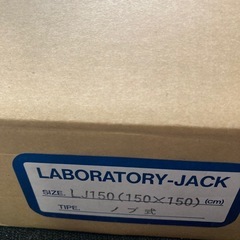 LABORATORY-JACK
SIZE. LJ150(150×150) (cm)
TIPE. ノブ式